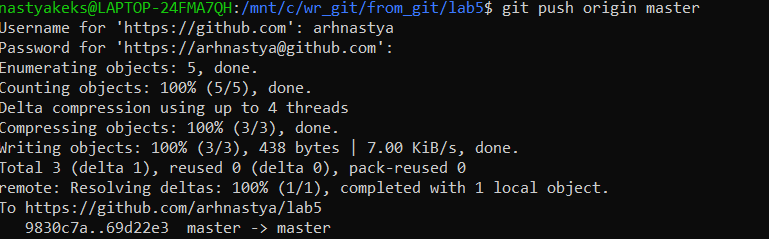 nastyakeks@LAPTOP-24FMA7QH:/mnt/c/wr_git/from_git/lab5$ git push origin master
Username for 'https://github.com': arhnastya
Password for 'https://arhnastya@github.com':
Enumerating objects: 5, done.
Counting objects: 100% (5/5), done.
Delta compression using up to 4 threads
Compressing objects: 100% (3/3), done.
Writing objects: 100% (3/3), 438 bytes | 7.00 KiB/s, done.
Total 3 (delta 1), reused 0 (delta 0), pack-reused 0
remote: Resolving deltas: 100% (1/1), completed with 1 local object.
To https://github.com/arhnastya/lab5
   9830c7a..69d22e3  master -> master